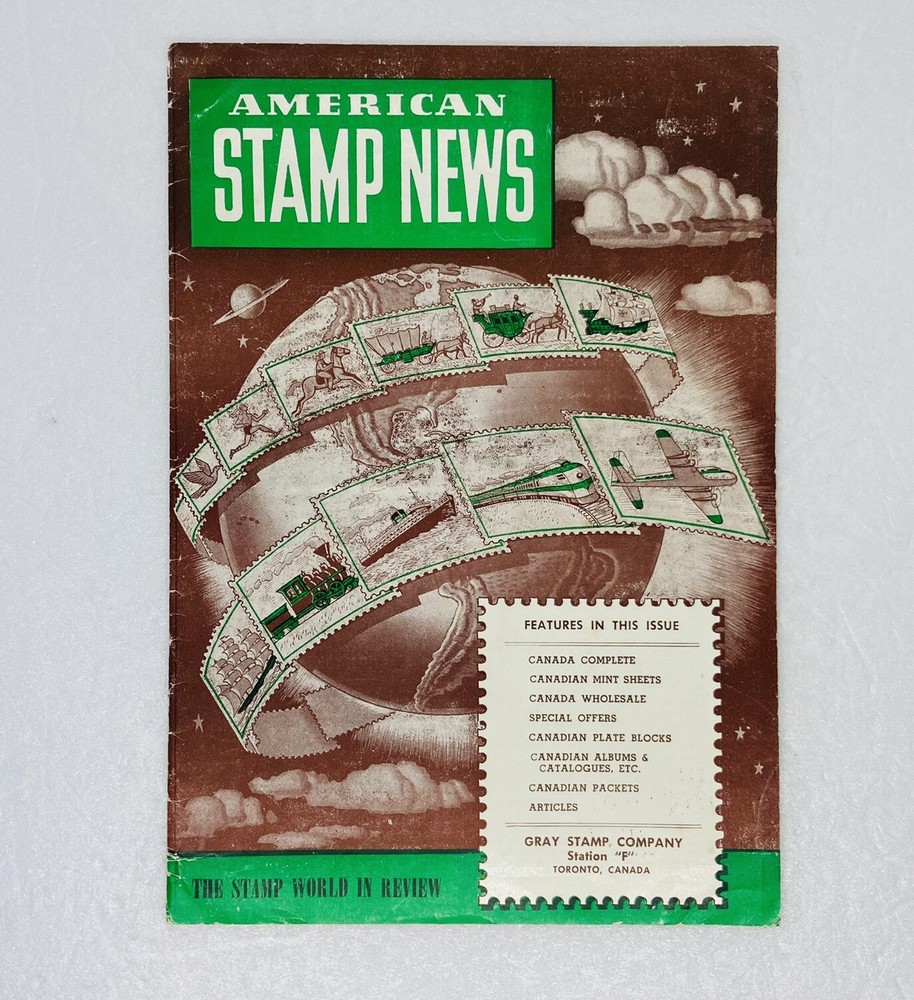 AMERICAN
STAMP NEWS
FEATURES IN THIS ISSUE
CANADA COMPLETE
CANADIAN MINT SHEETS
CANADA WHOLESALE
SPECIAL OFFERS
CANADIAN PLATE BLOCKS
CANADIAN ALBUMS &
CATALOGUES, ETC.
CANADIAN PACKETS
ARTICLES
GRAY STAMP COMPANY
Station "F"
TORONTO, CANADA
THE STAMP WORLD IN REVIEW